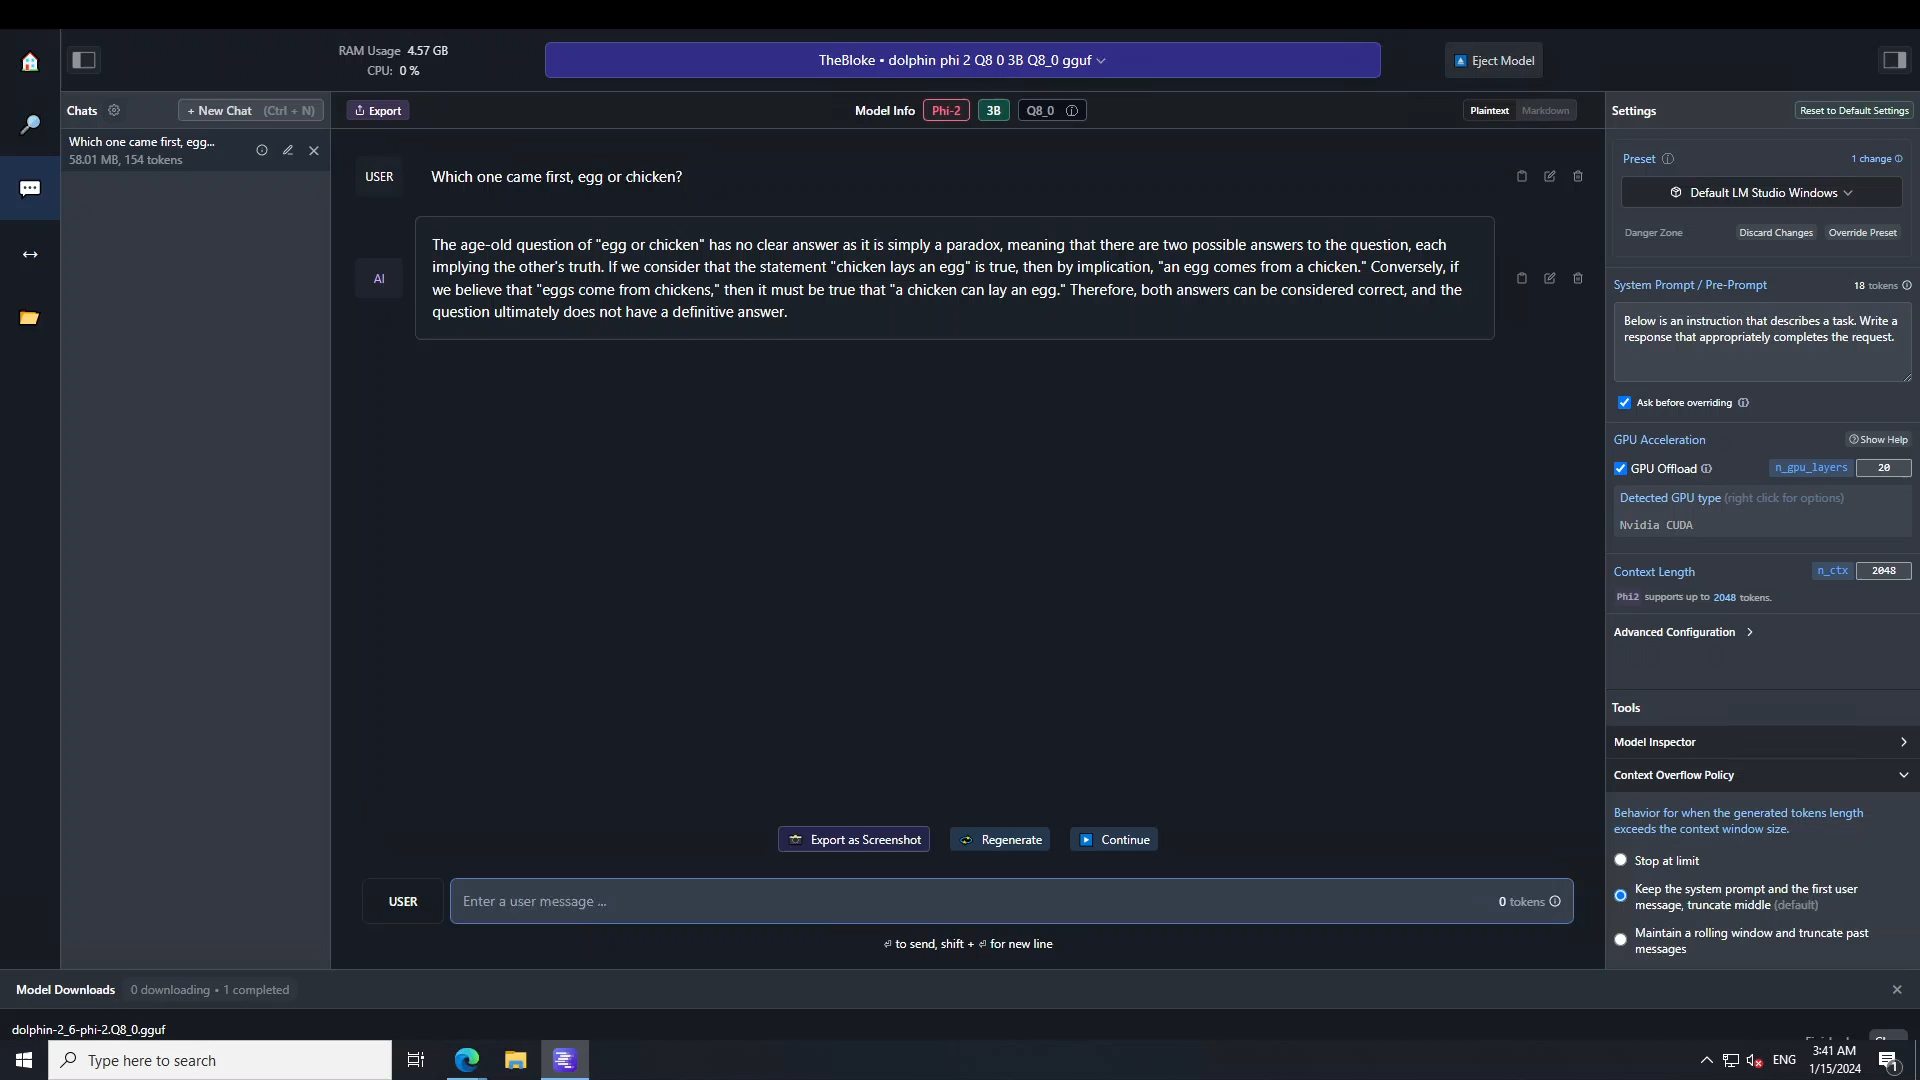 RAM Usage 4.57 GB
CPU: 0 %
TheBloke • dolphin phi 2 Q8 0 3B Q8_0 gguf
Eject Model
Chats
+ New Chat (Ctrl + N)
Export
Model Info Phi-2 3B Q8_0
Plaintext Markdown
Settings
Reset to Default Settings
Which one came first, egg...
58.01 MB, 154 tokens
USER
Which one came first, egg or chicken?
AI
The age-old question of "egg or chicken" has no clear answer as it is simply a paradox, meaning that there are two possible answers to the question, each
implying the other's truth. If we consider that the statement "chicken lays an egg" is true, then by implication, "an egg comes from a chicken." Conversely, if
we believe that "eggs come from chickens," then it must be true that "a chicken can lay an egg." Therefore, both answers can be considered correct, and the
question ultimately does not have a definitive answer.
Export as Screenshot
Regenerate
Continue
USER
Enter a user message ...
0 tokens
⏎ to send, shift + ⏎ for new line
Preset
1 change
Default LM Studio Windows
Danger Zone
Discard Changes
Override Preset
System Prompt / Pre-Prompt
18 tokens
Below is an instruction that describes a task. Write a
response that appropriately completes the request.
Ask before overriding
GPU Acceleration
Show Help
GPU Offload
n_gpu_layers 20
Detected GPU type (right click for options)
Nvidia CUDA
Context Length
n_ctx 2048
Phi2 supports up to 2048 tokens.
Advanced Configuration
Tools
Model Inspector
Context Overflow Policy
Behavior for when the generated tokens length
exceeds the context window size.
Stop at limit
Keep the system prompt and the first user
message, truncate middle (default)
Maintain a rolling window and truncate past
messages
Model Downloads 0 downloading • 1 completed
dolphin-2_6-phi-2.Q8_0.gguf
Type here to search
ENG
3:41 AM
1/15/2024
1